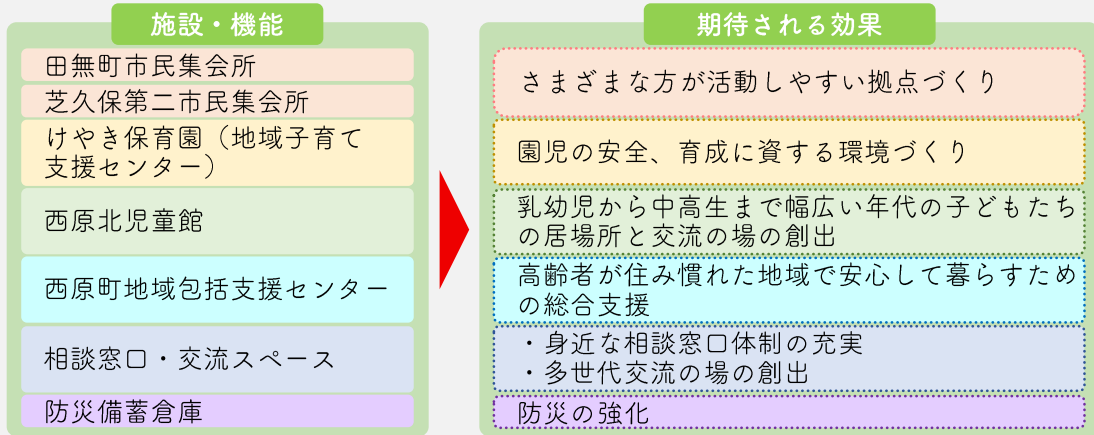 施設・機能
田無町市民集会所
芝久保第二市民集会所
けやき保育園（地域子育て
支援センター）
西原北児童館
西原町地域包括支援センター
相談窓口・交流スペース
防災備蓄倉庫
期待される効果
さまざまな方が活動しやすい拠点づくり
園児の安全、育成に資する環境づくり
乳幼児から中高生まで幅広い年代の子どもたち
の居場所と交流の場の創出
高齢者が住み慣れた地域で安心して暮らすため
の総合支援
・身近な相談窓口体制の充実
・多世代交流の場の創出
防災の強化